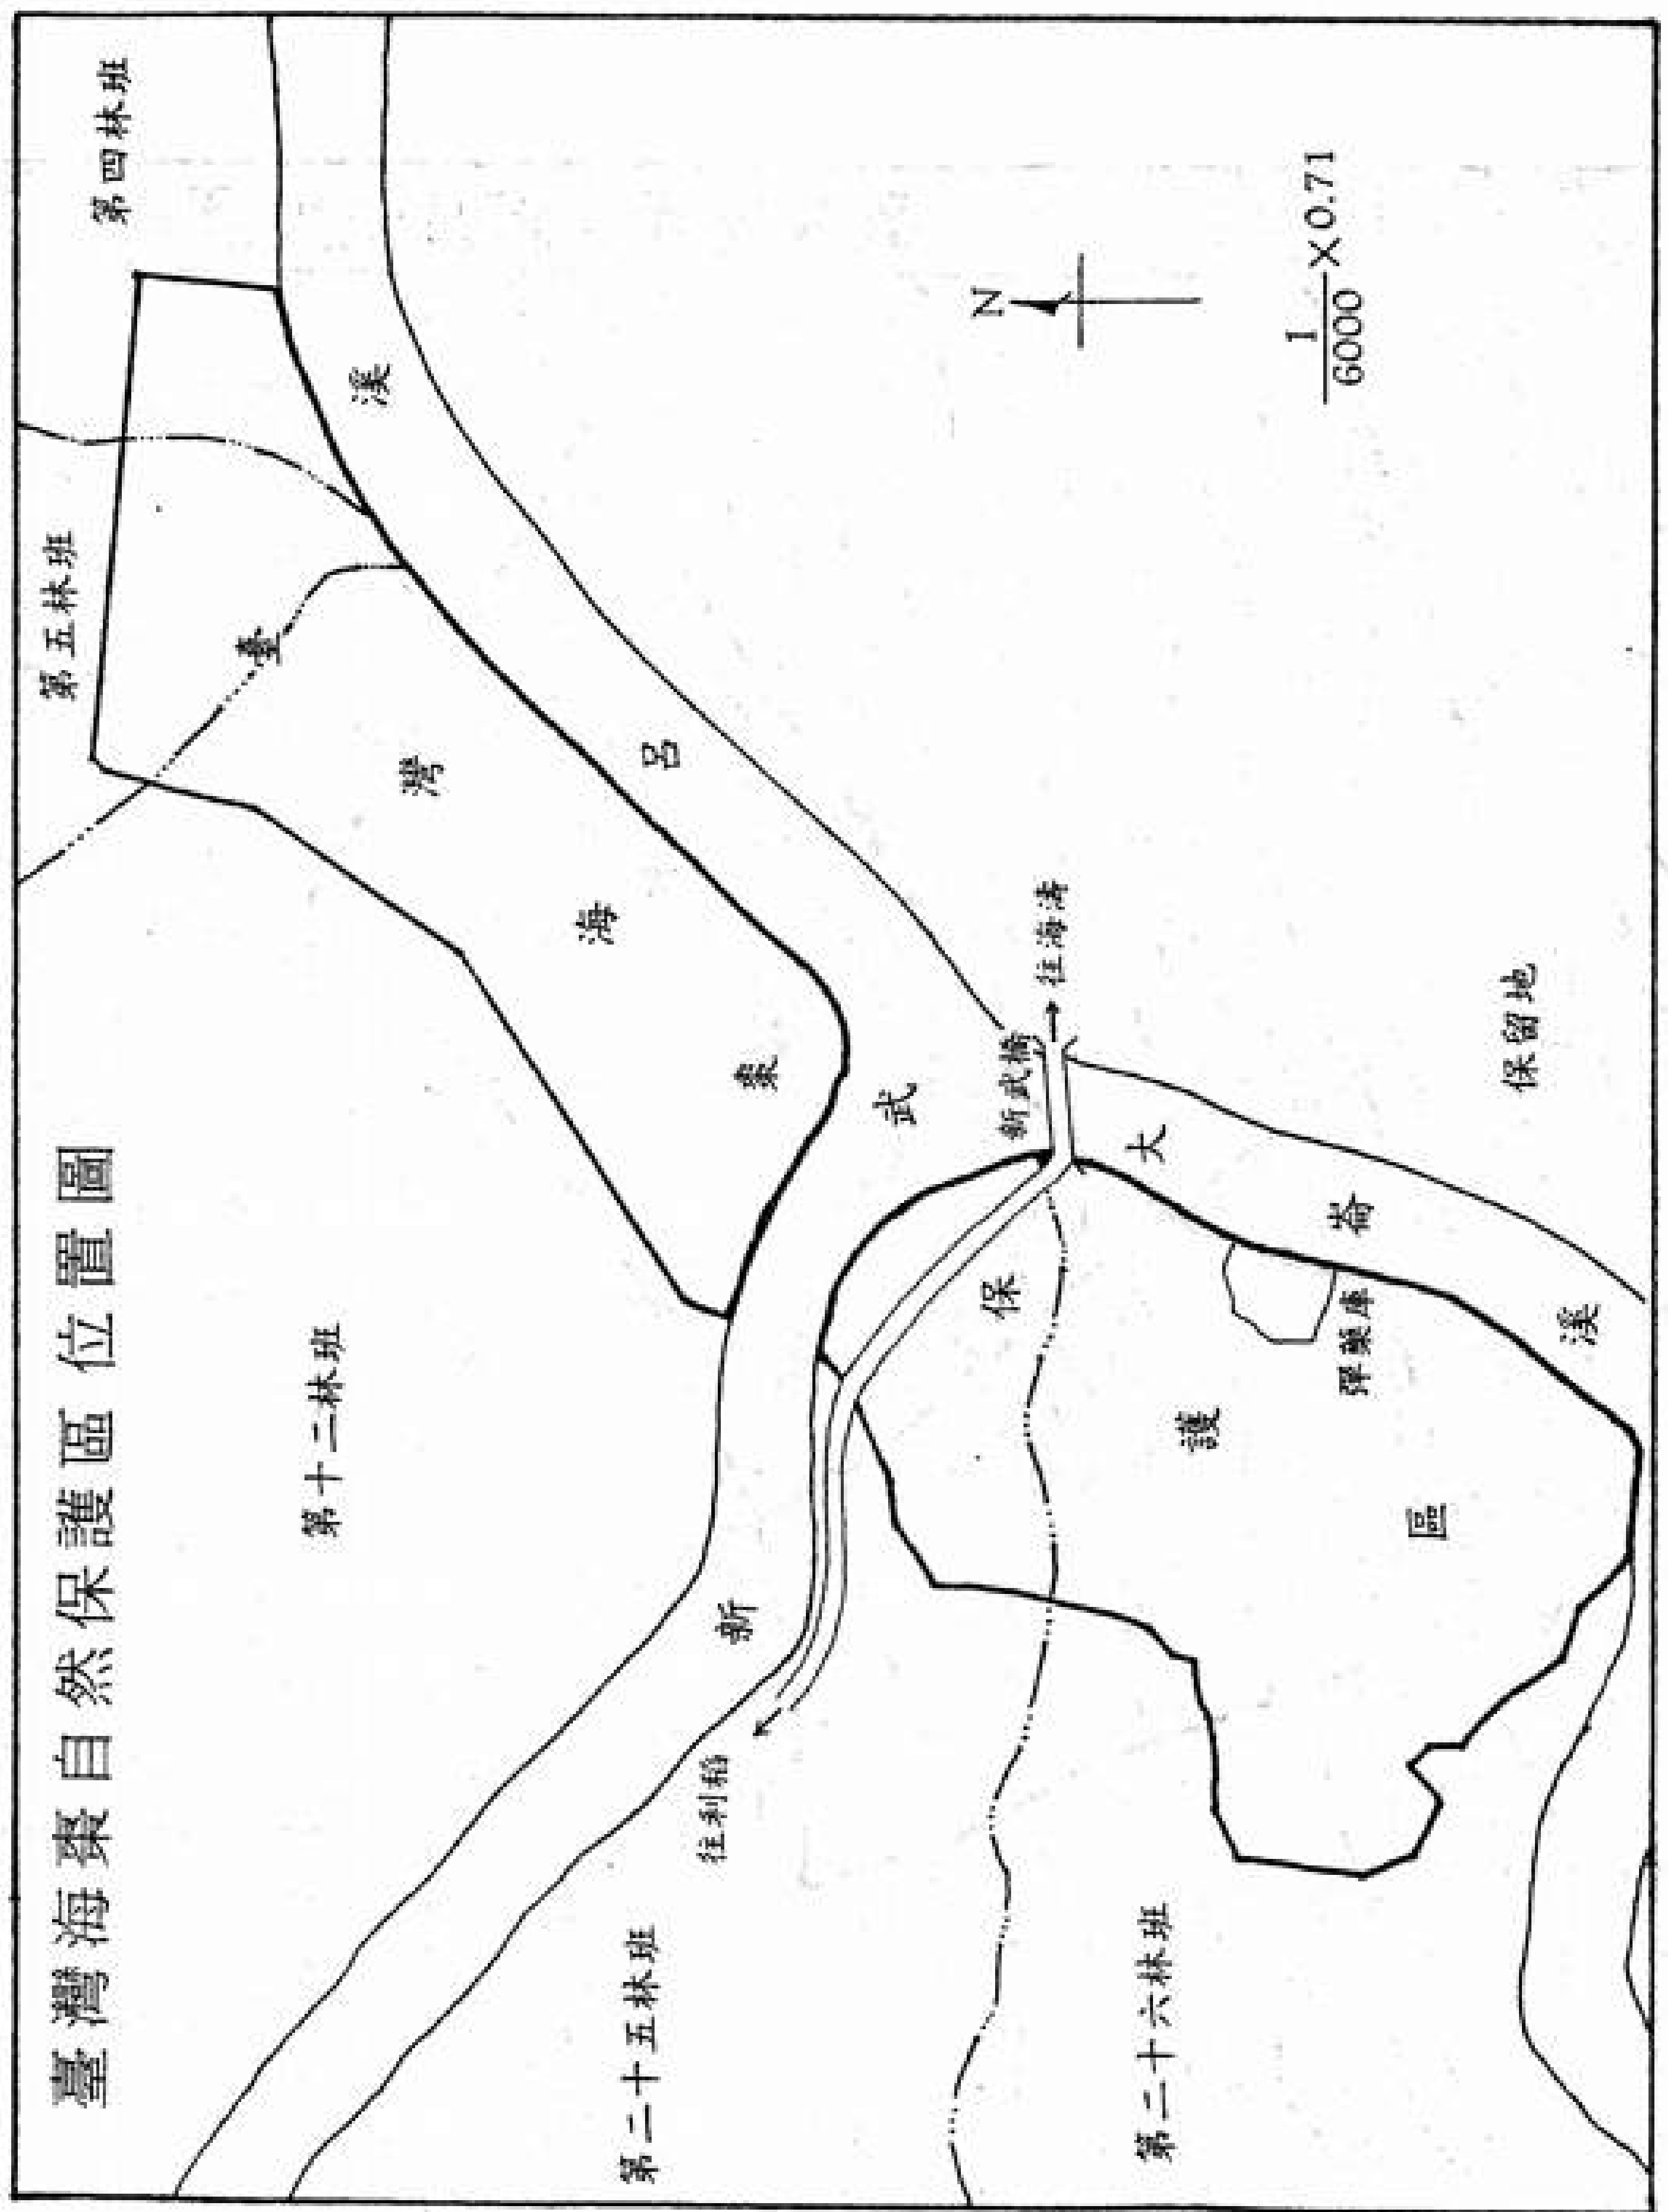 臺灣海棗自然保護區位置圖
第四林班
第五林班
第十二林班
第二十五林班
第二十六林班
臺灣海棗保護區
新武呂溪
大崙溪
新武橋
往海濤
往利稻
彈藥庫
保留地
N
1/6000 × 0.71